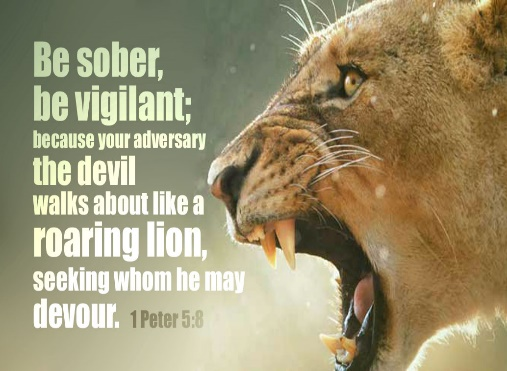 Be sober,
be vigilant;
because your adversary
the devil
walks about like a
roaring lion,
seeking whom he may
devour. 1 Peter 5:8